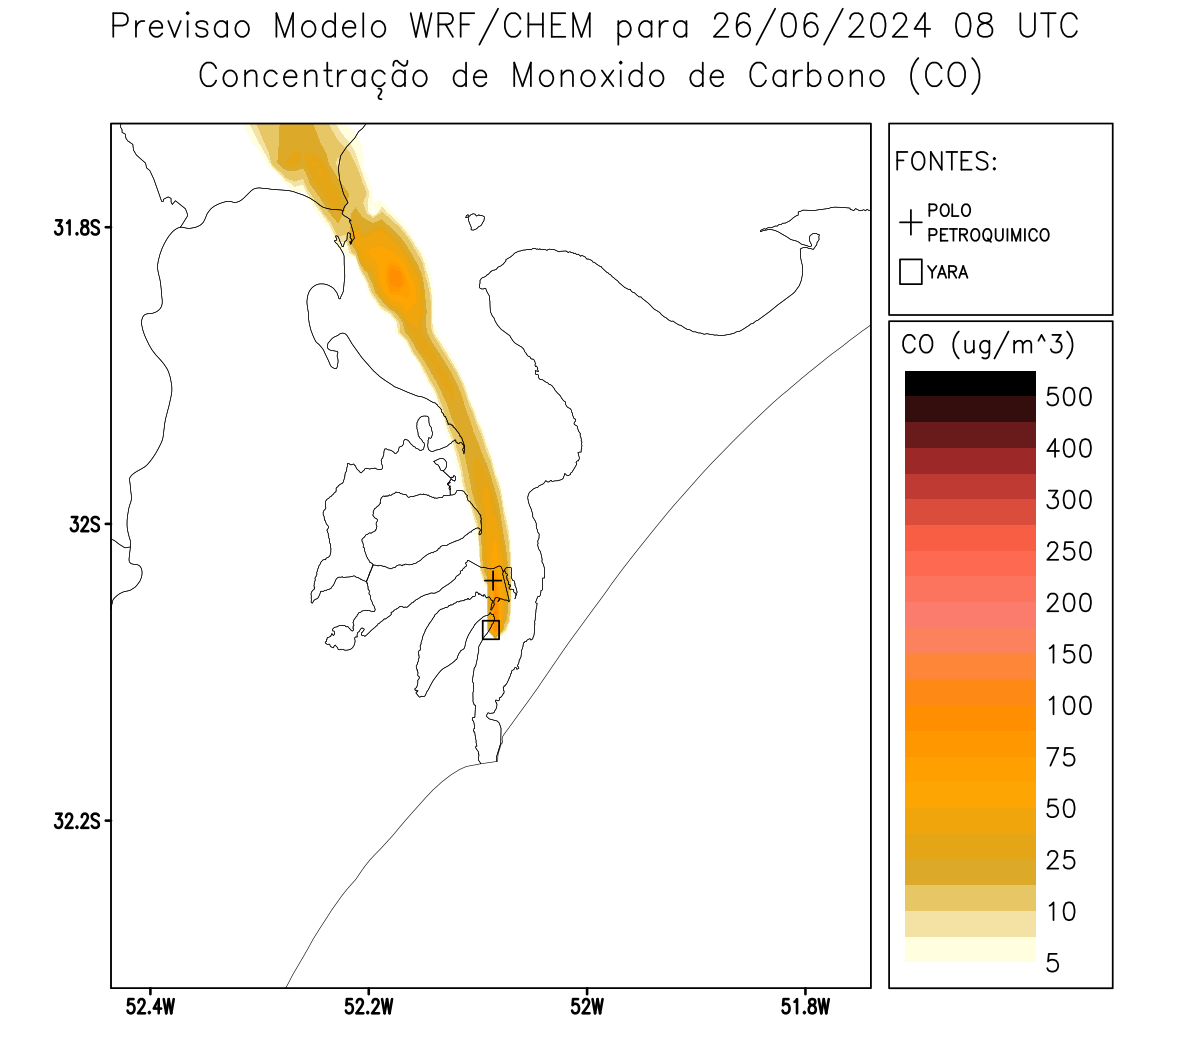 Previsao Modelo WRF/CHEM para 26/06/2024 08 UTC
Concentração de Monoxido de Carbono (CO)
FONTES:
POLO
PETROQUIMICO
YARA
CO (ug/m^3)
500
400
300
250
200
150
100
75
50
25
10
5
31.8S
32S
32.2S
52.4W
52.2W
52W
51.8W